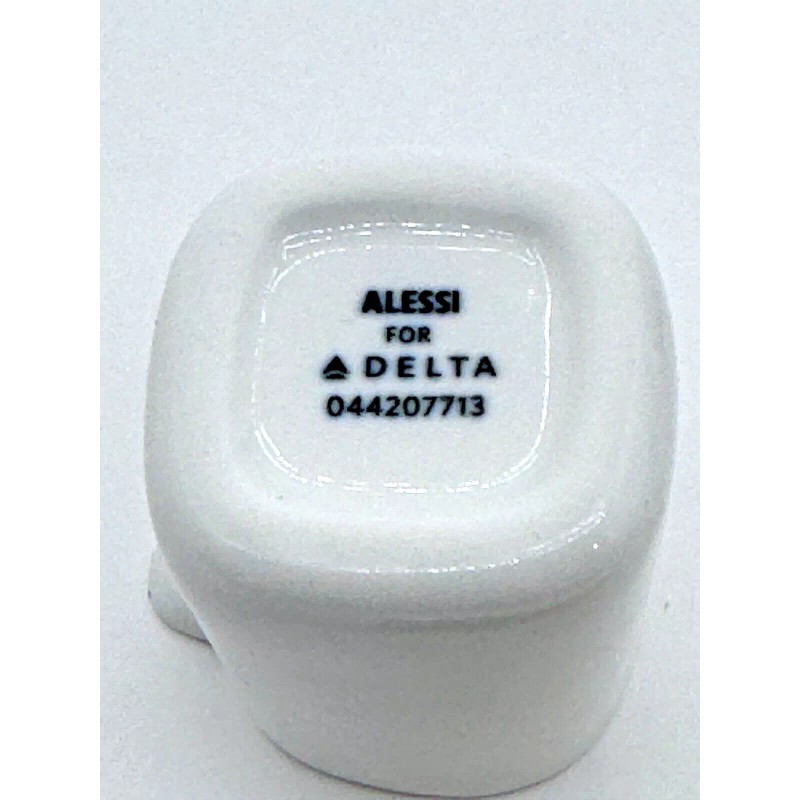 ALESSI
FOR
DELTA
044207713